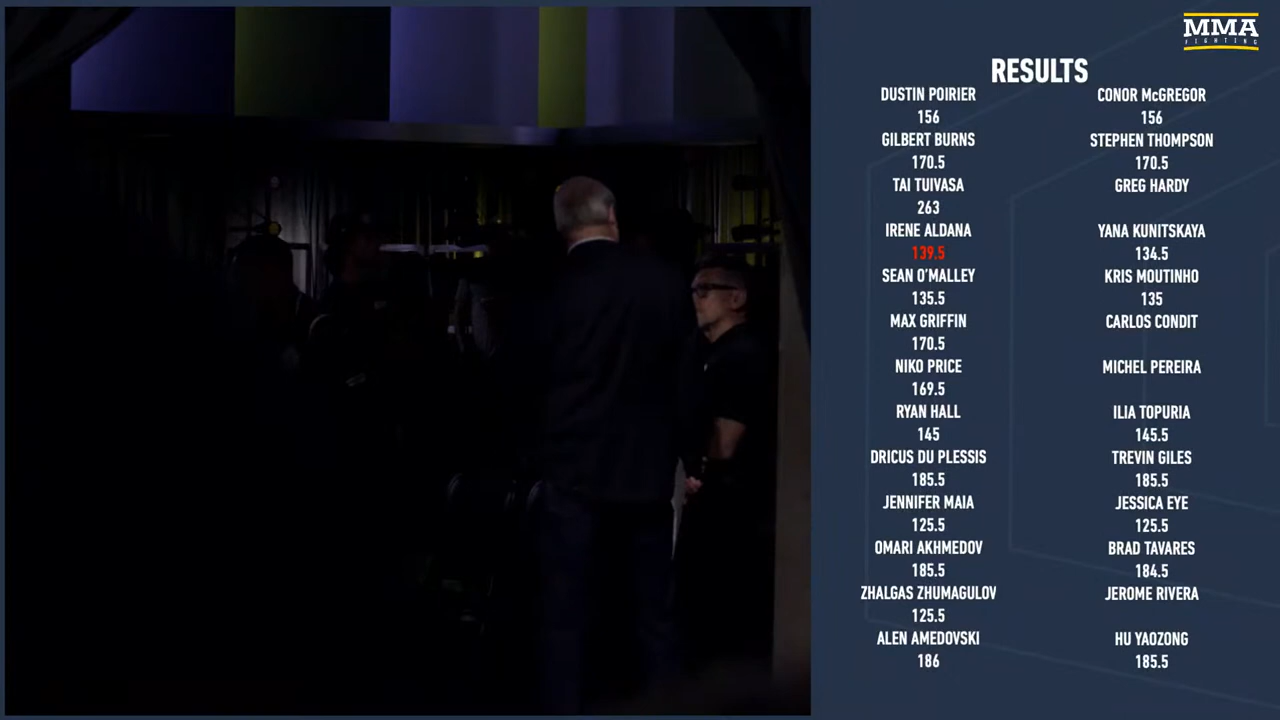 MMA
FIGHTING
RESULTS
DUSTIN POIRIER CONOR McGREGOR
156 156
GILBERT BURNS STEPHEN THOMPSON
170.5 170.5
TAI TUIVASA GREG HARDY
263
IRENE ALDANA YANA KUNITSKAYA
139.5 134.5
SEAN O'MALLEY KRIS MOUTINHO
135.5 135
MAX GRIFFIN CARLOS CONDIT
170.5
NIKO PRICE MICHEL PEREIRA
169.5
RYAN HALL ILIA TOPURIA
145 145.5
DRICUS DU PLESSIS TREVIN GILES
185.5 185.5
JENNIFER MAIA JESSICA EYE
125.5 125.5
OMARI AKHMEDOV BRAD TAVARES
185.5 184.5
ZHALGAS ZHUMAGULOV JEROME RIVERA
125.5
ALEN AMEDOVSKI HU YAOZONG
186 185.5